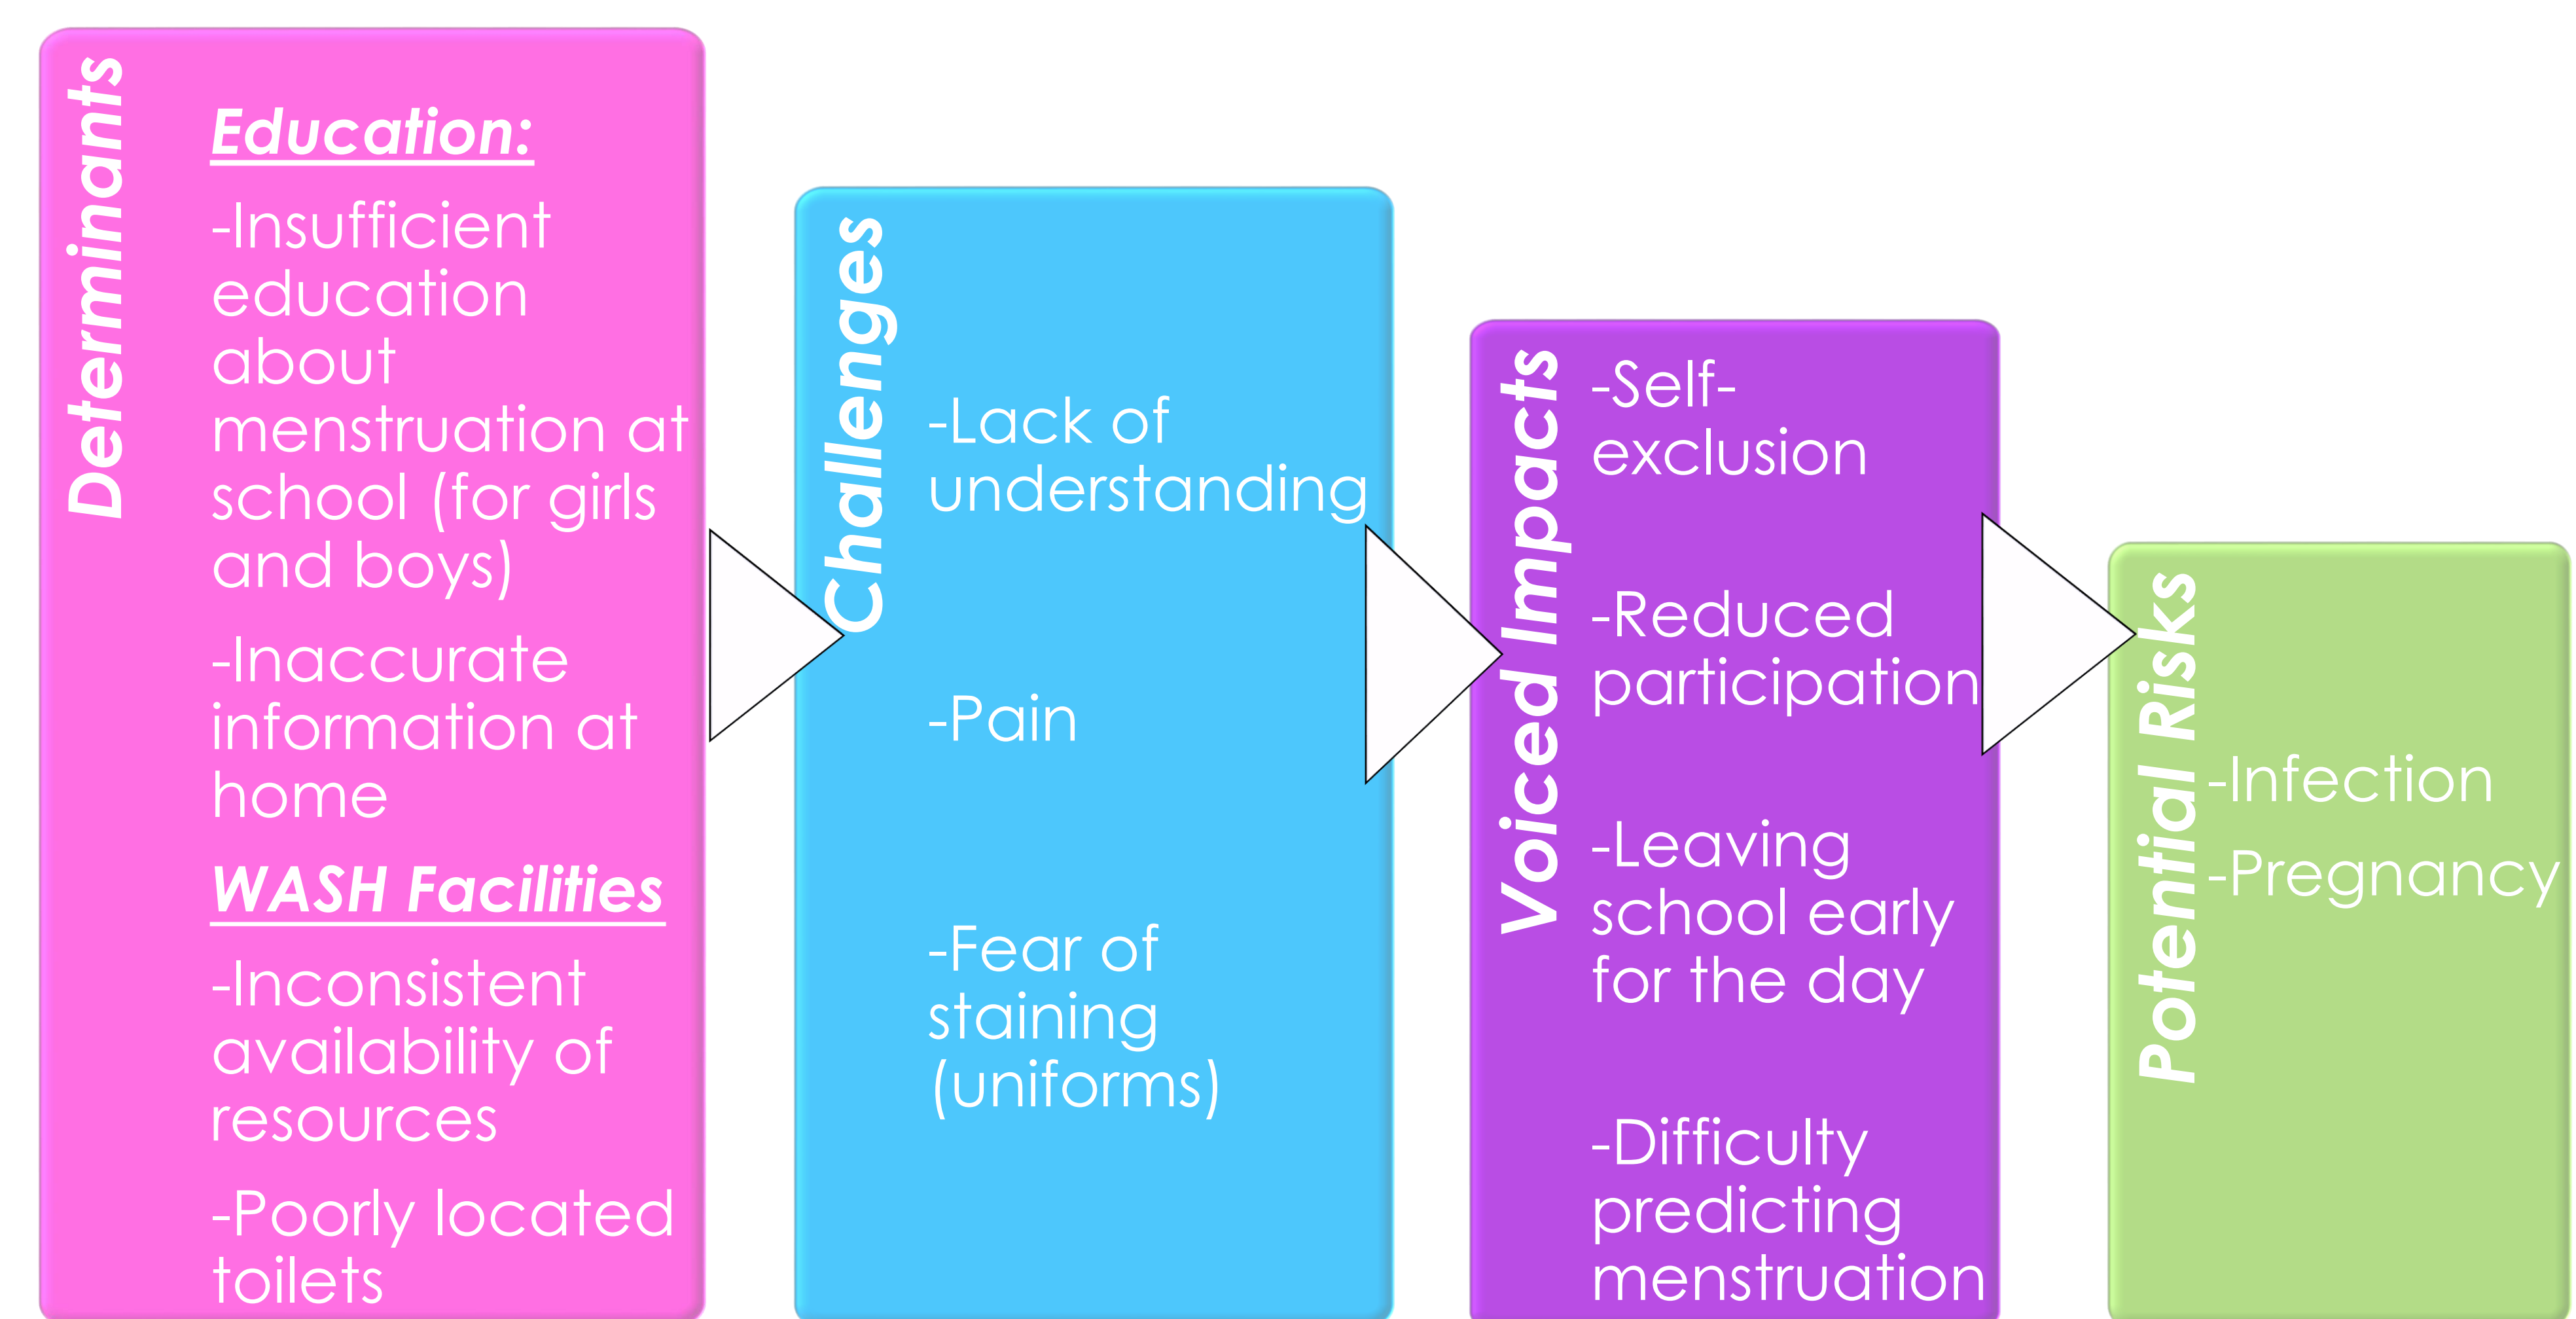 Determinants
Education:
-Insufficient
education
about
menstruation at
school (for girls
and boys)
-Inaccurate
information at
home
WASH Facilities
-Inconsistent
availability of
resources
-Poorly located
toilets
Challenges
-Lack of
understanding
-Pain
-Fear of
staining
(uniforms)
Voiced Impacts
-Self-
exclusion
-Reduced
participation
-Leaving
school early
for the day
-Difficulty
predicting
menstruation
Potential Risks
-Infection
-Pregnancy